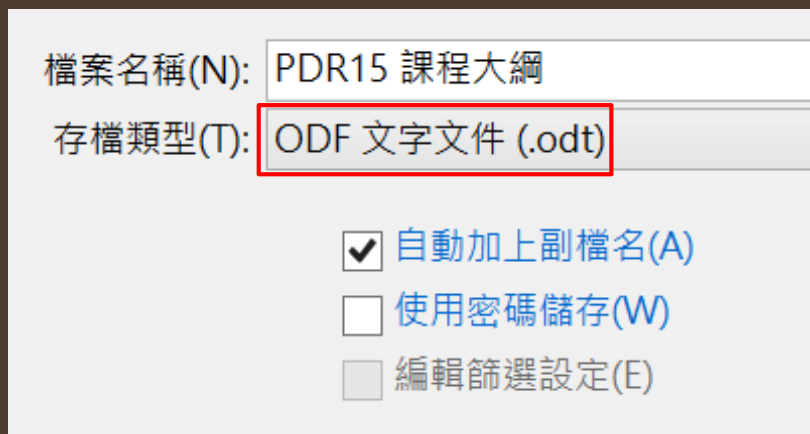 檔案名稱(N): PDR15 課程大綱
存檔類型(T): ODF 文字文件 (.odt)
自動加上副檔名(A)
使用密碼儲存(W)
編輯篩選設定(E)